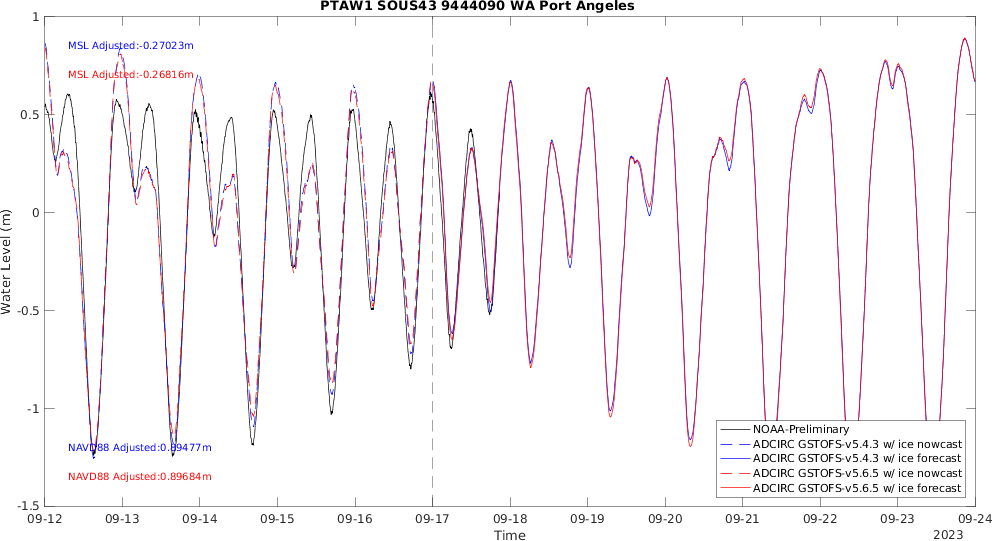 PTAW1 SOUS43 9444090 WA Port Angeles
1
MSL Adjusted:-0.27023m
MSL Adjusted:-0.26816m
0.5
0
Water Level (m)
-0.5
-1
NAVD88 Adjusted:0.89477m
NAVD88 Adjusted:0.89684m
-1.5
NOAA-Preliminary
ADCIRC GSTOFS-v5.4.3 w/ ice nowcast
ADCIRC GSTOFS-v5.4.3 w/ ice forecast
ADCIRC GSTOFS-v5.6.5 w/ ice nowcast
ADCIRC GSTOFS-v5.6.5 w/ ice forecast
09-12 09-13 09-14 09-15 09-16 09-17 09-18 09-19 09-20 09-21 09-22 09-23 09-24
Time
2023